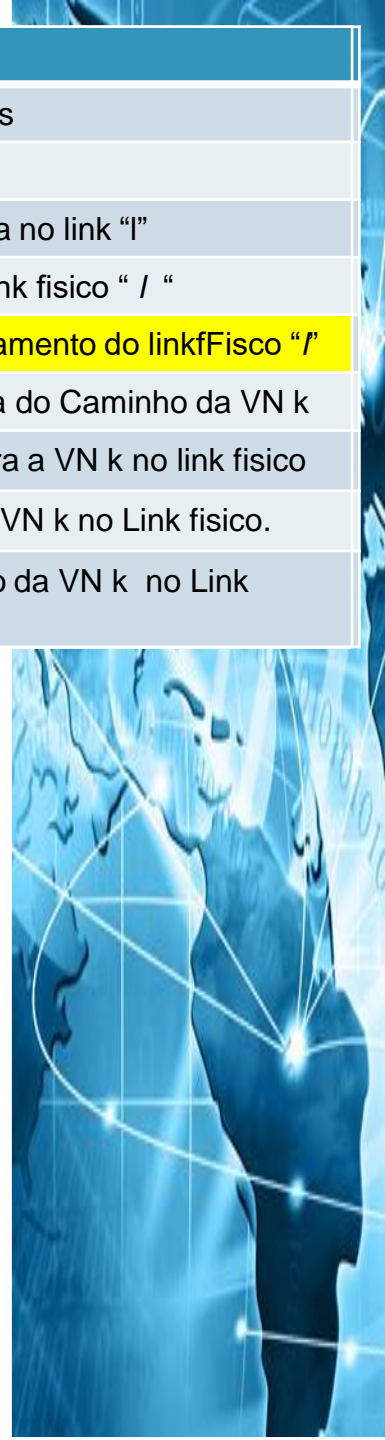 s
a no link “l”
nk fisico “ l “
amento do linkfFisco “l”
a do Caminho da VN k
ra a VN k no link fisico
VN k no Link fisico.
o da VN k no Link